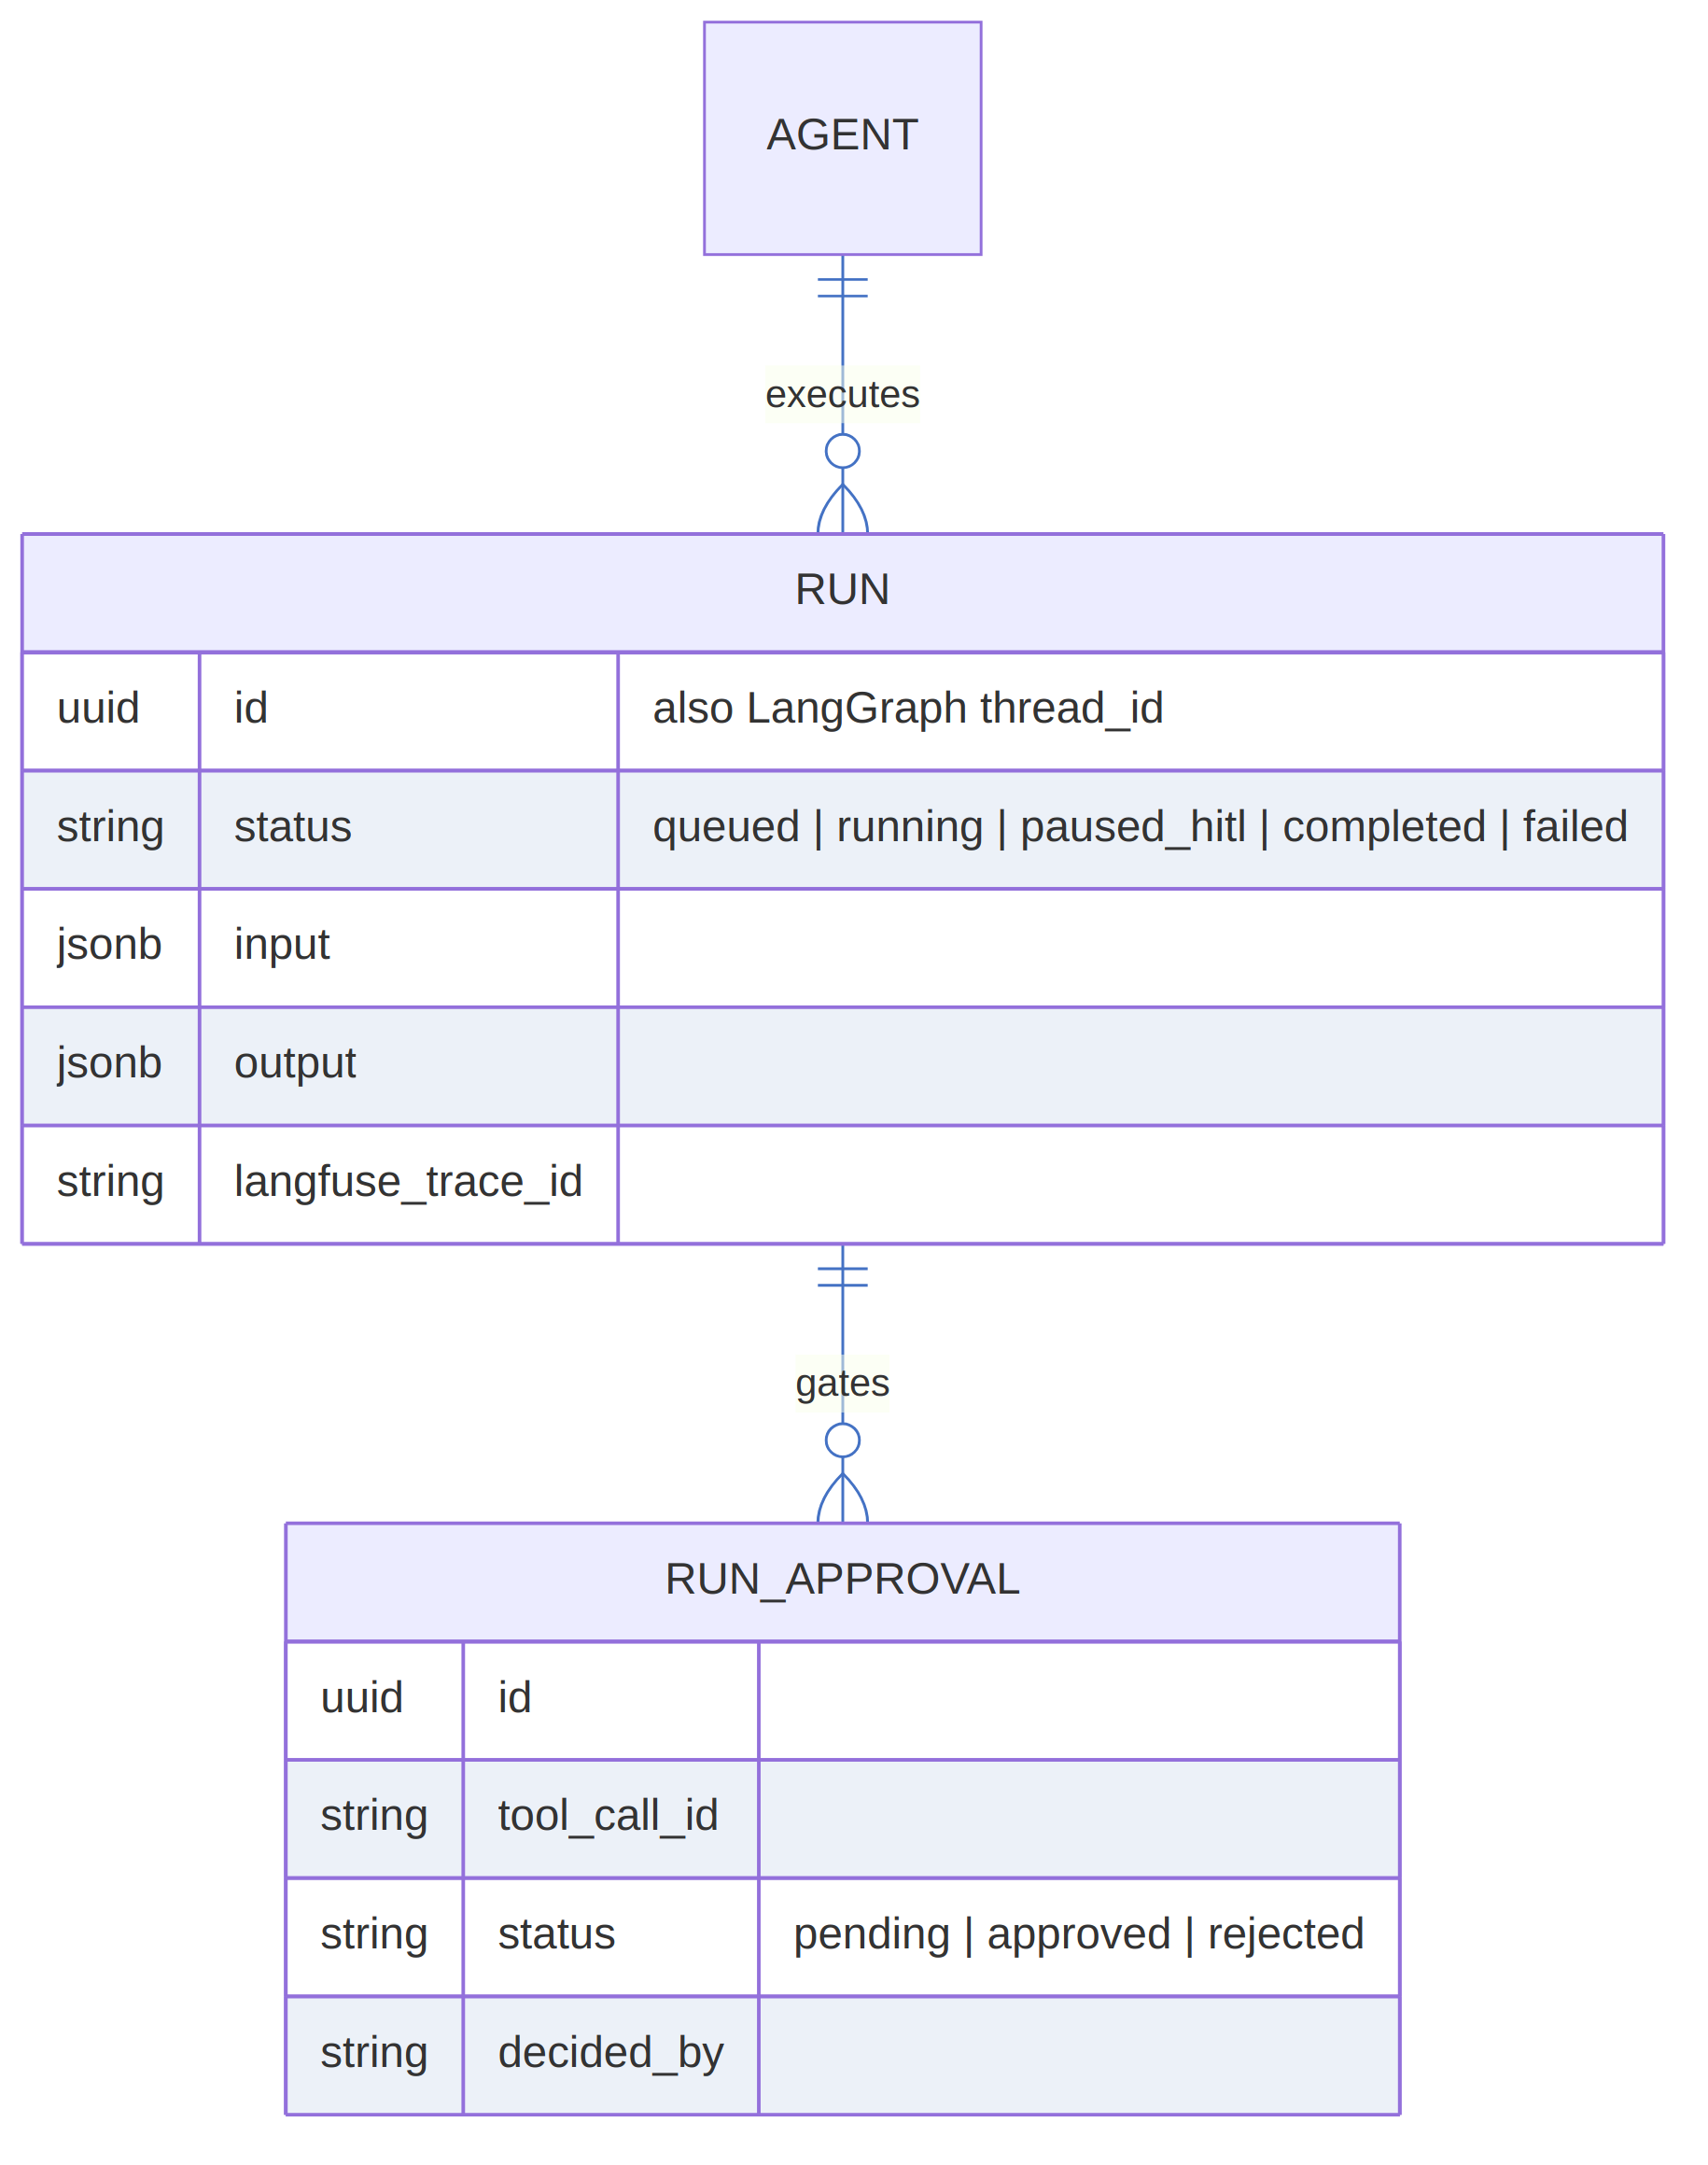 AGENT
executes
RUN
uuid id also LangGraph thread_id
string status queued | running | paused_hitl | completed | failed
jsonb input
jsonb output
string langfuse_trace_id
gates
RUN_APPROVAL
uuid id
string tool_call_id
string status pending | approved | rejected
string decided_by